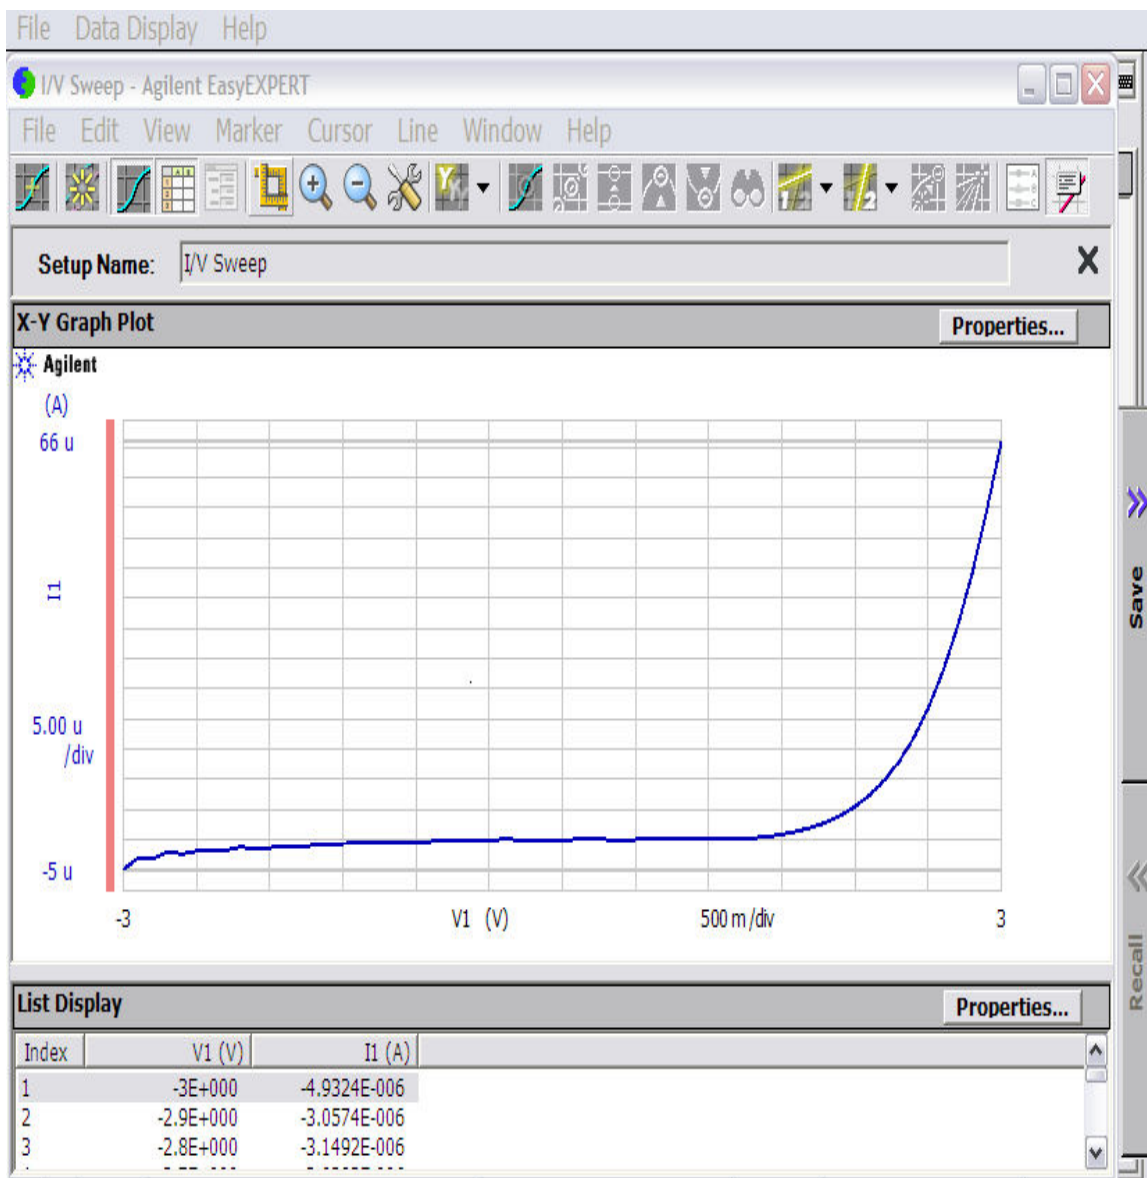 File Data Display Help
I/V Sweep - Agilent EasyEXPERT
File Edit View Marker Cursor Line Window Help
Setup Name: I/V Sweep X
X-Y Graph Plot Properties...
Agilent
(A)
66 u
I1
5.00 u
/div
-5 u
-3 V1 (V) 500 m/div 3
Save
Recall
List Display Properties...
Index V1 (V) I1 (A)
1 -3E+000 -4.9324E-006
2 -2.9E+000 -3.0574E-006
3 -2.8E+000 -3.1492E-006